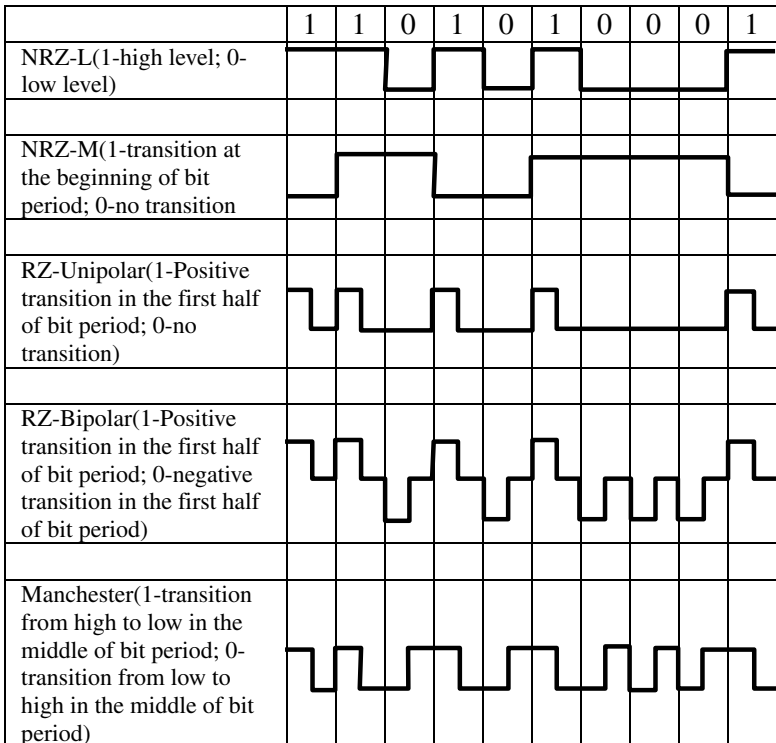 1 1 0 1 0 1 0 0 0 1
NRZ-L(1-high level; 0-
low level)
NRZ-M(1-transition at
the beginning of bit
period; 0-no transition
RZ-Unipolar(1-Positive
transition in the first half
of bit period; 0-no
transition)
RZ-Bipolar(1-Positive
transition in the first half
of bit period; 0-negative
transition in the first half
of bit period)
Manchester(1-transition
from high to low in the
middle of bit period; 0-
transition from low to
high in the middle of bit
period)